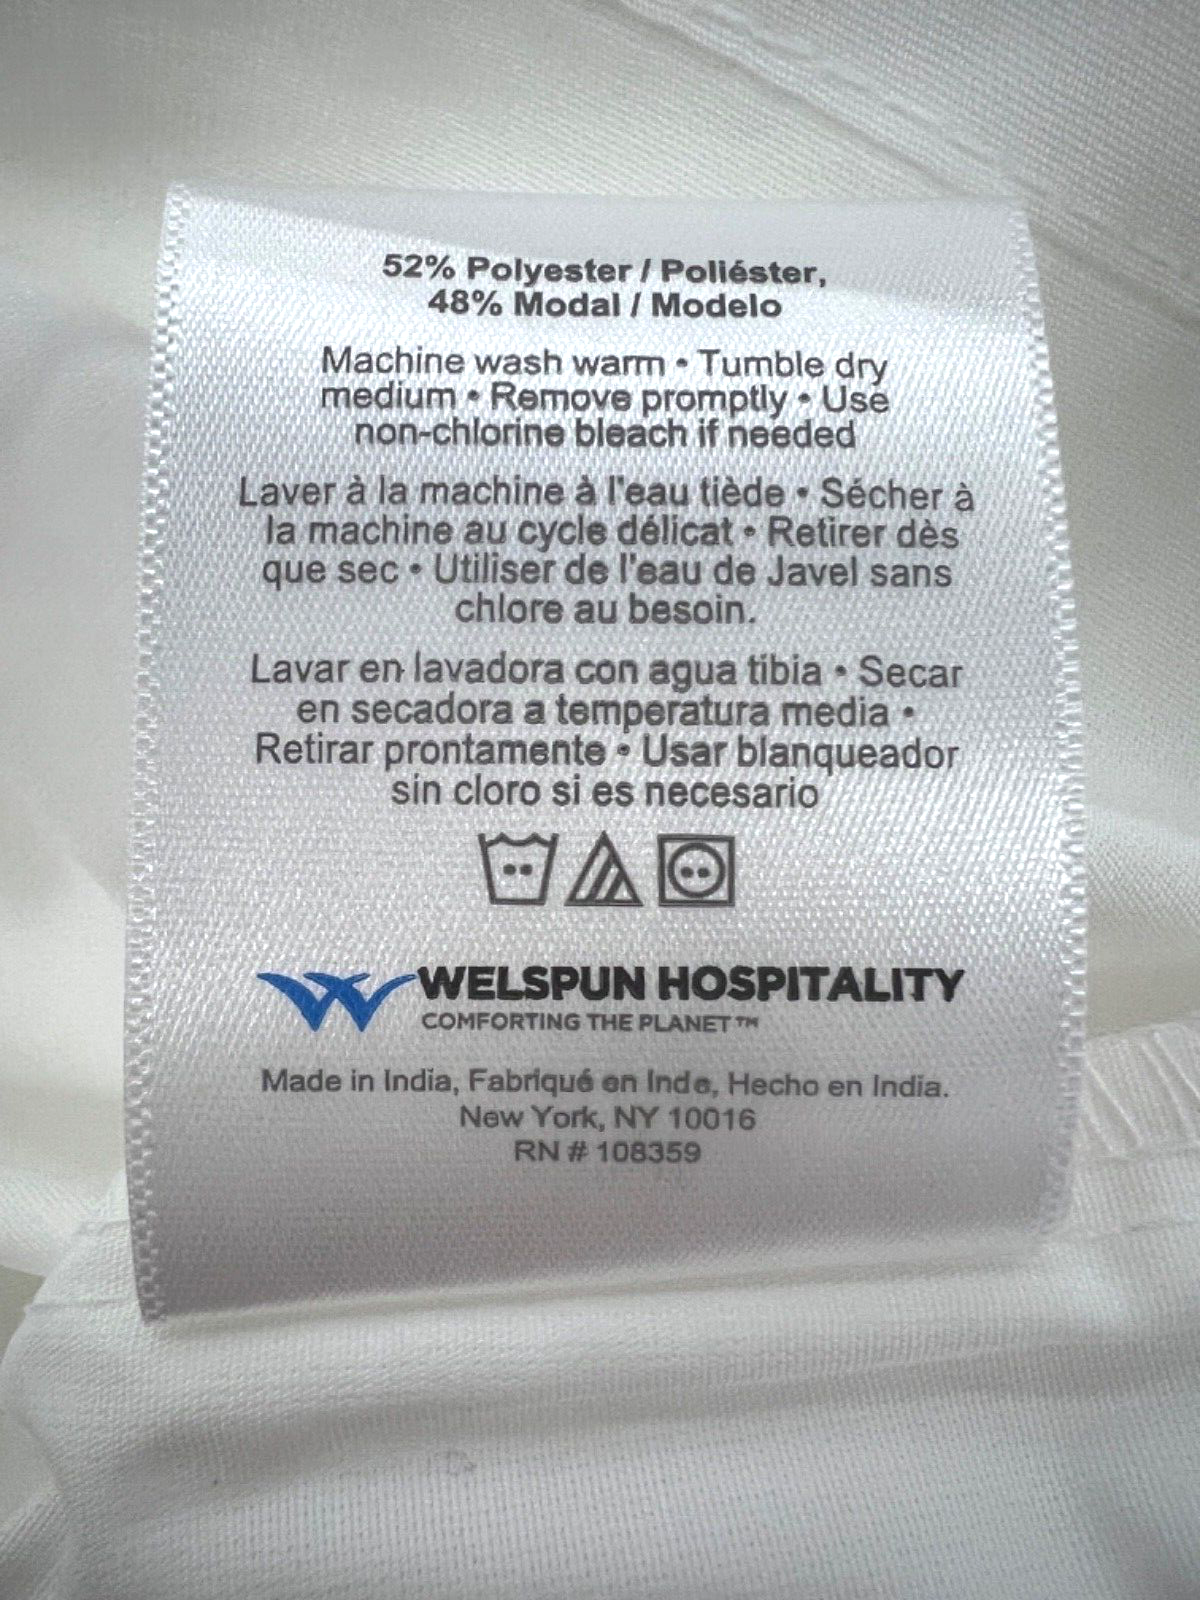 52% Polyester / Poliéster,
48% Modal / Modelo
Machine wash warm • Tumble dry
medium • Remove promptly • Use
non-chlorine bleach if needed
Laver à la machine à l'eau tiède • Sécher à
la machine au cycle délicat • Retirer dès
que sec • Utiliser de l'eau de Javel sans
chlore au besoin.
Lavar en lavadora con agua tibia • Secar
en secadora a temperatura media •
Retirar prontamente • Usar blanqueador
sin cloro si es necesario
WELSPUN HOSPITALITY
COMFORTING THE PLANET™
Made in India, Fabriqué en Inde, Hecho en India.
New York, NY 10016
RN # 108359